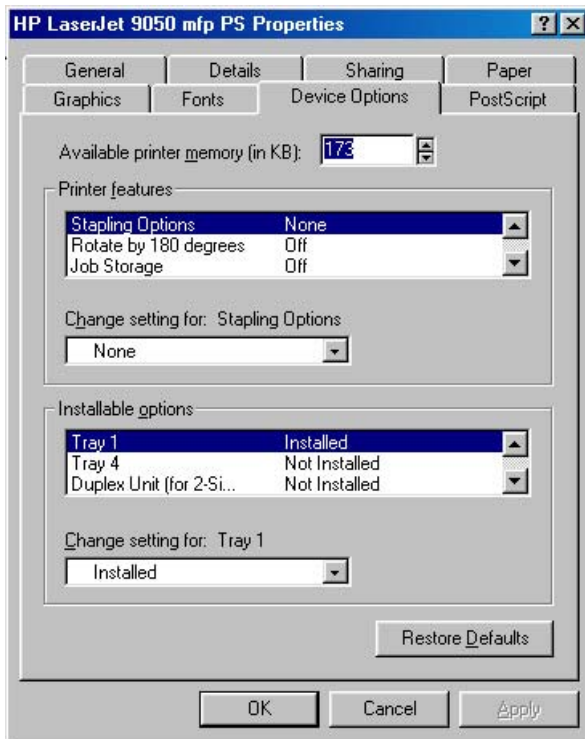 HP LaserJet 9050 mfp PS Properties
General Details Sharing Paper
Graphics Fonts Device Options PostScript
Available printer memory (in KB): 173
Printer features
Stapling Options None
Rotate by 180 degrees Off
Job Storage Off
Change setting for: Stapling Options
None
Installable options
Tray 1 Installed
Tray 4 Not Installed
Duplex Unit (for 2-Si... Not Installed
Change setting for: Tray 1
Installed
Restore Defaults
OK Cancel Apply